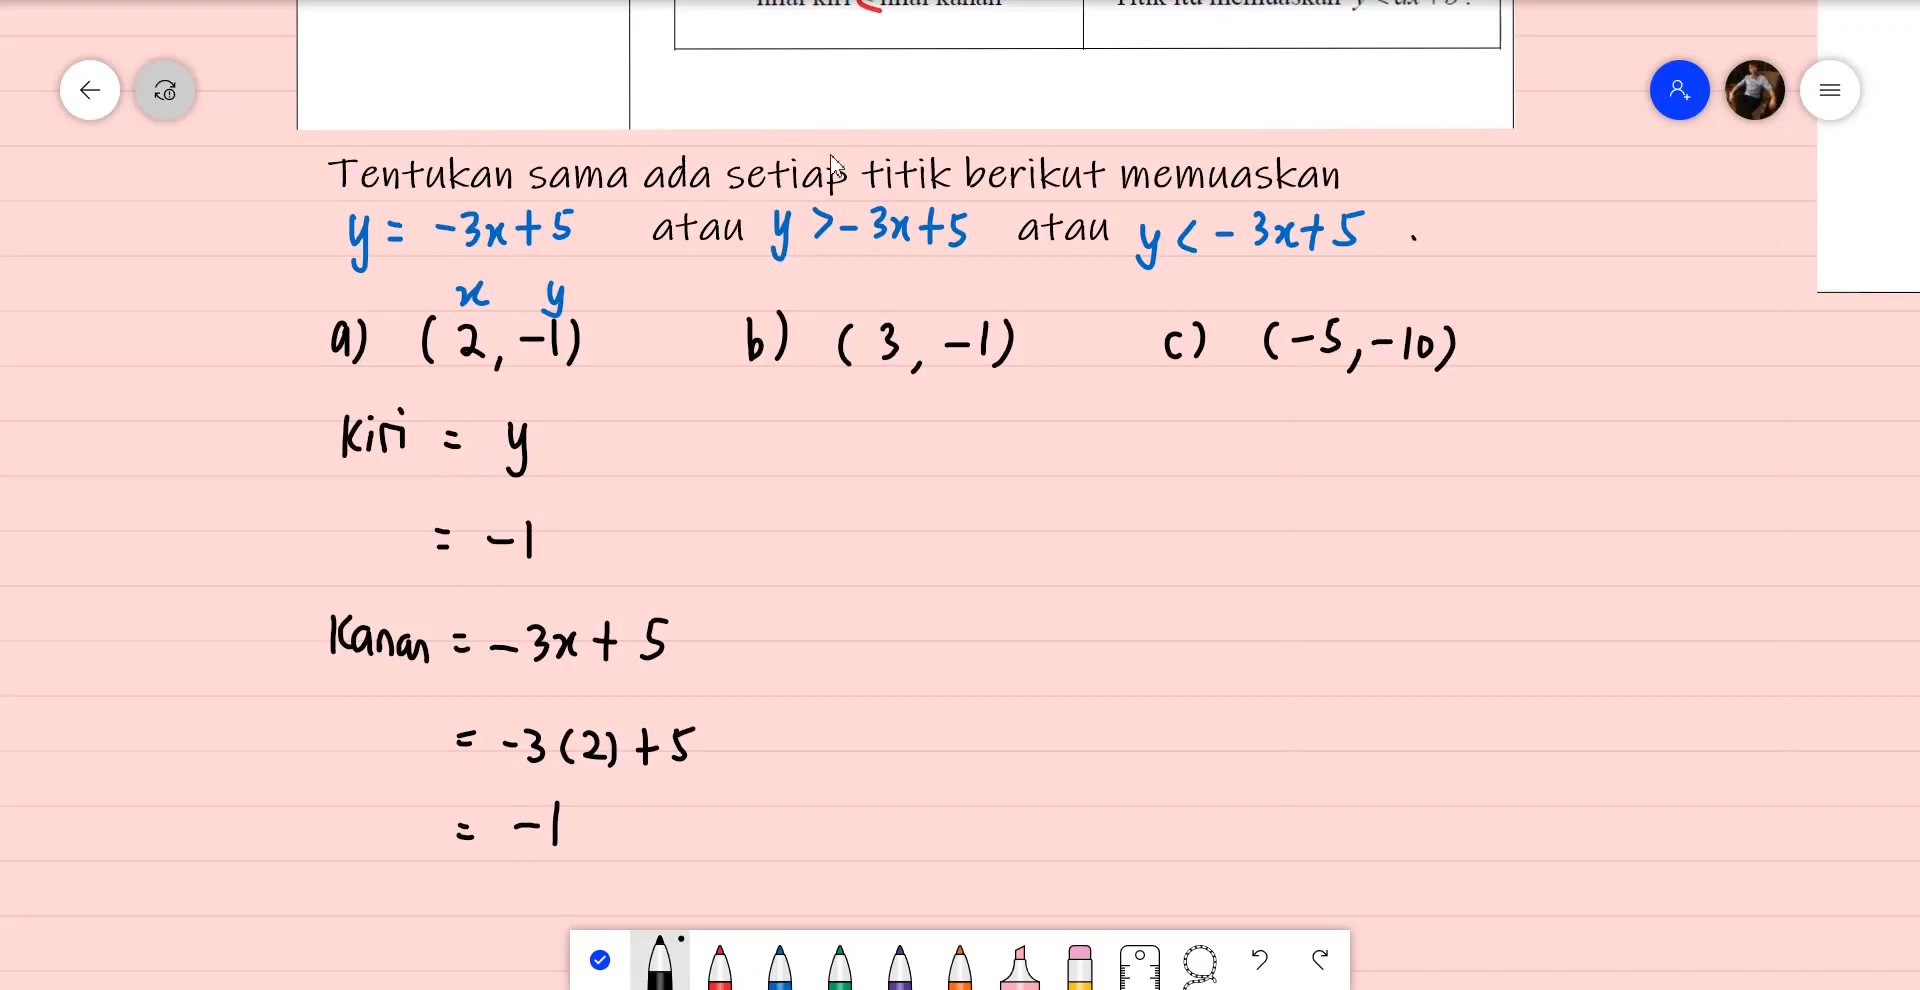 Tentukan sama ada setiap titik berikut memuaskan
y = -3x + 5 atau y > -3x+5 atau y < -3x+5 .
x y
a) (2, -1) b) (3, -1) c) (-5, -10)
Kiri = y
= -1
Kanan = -3x + 5
= -3(2) + 5
= -1